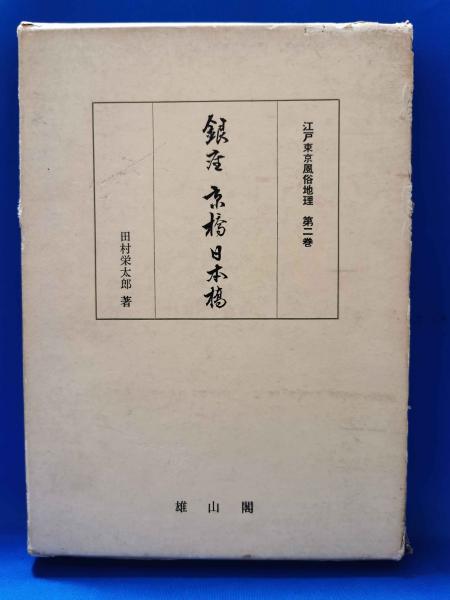 江戸東京風俗地理　第二巻
銀座 京橋 日本橋
田村栄太郎 著
雄山閣